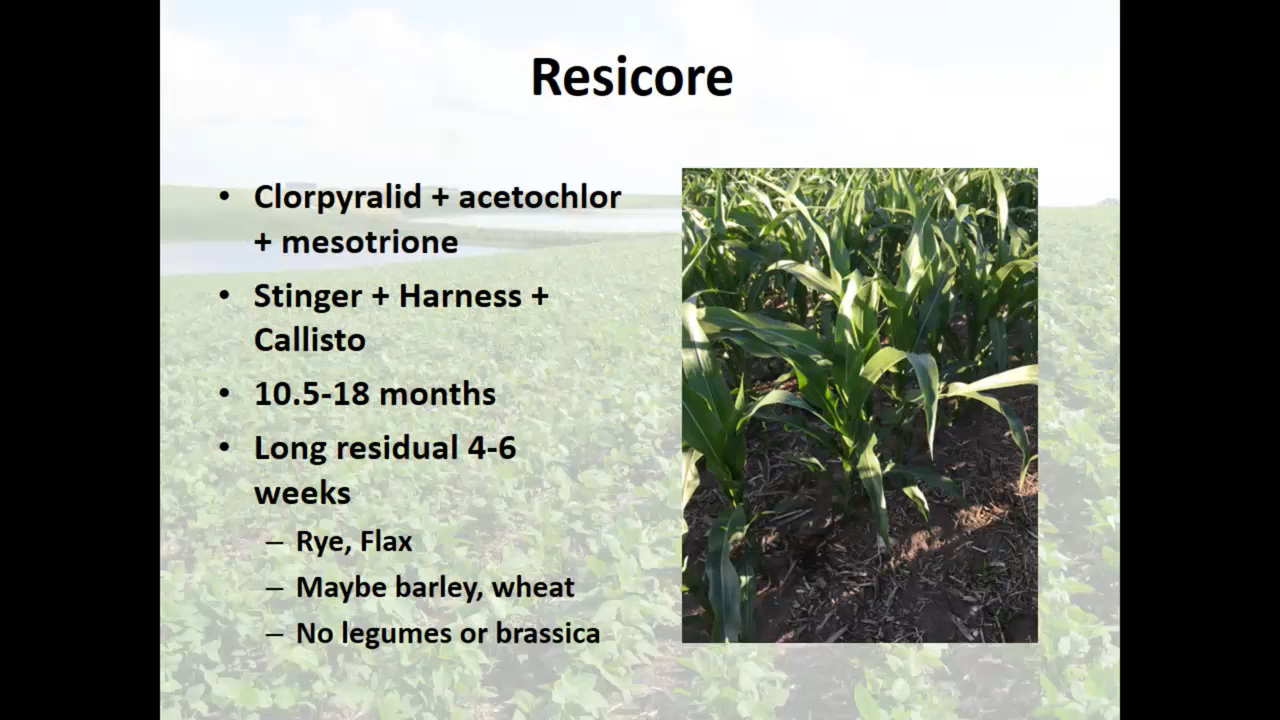 Resicore
• Clorpyralid + acetochlor
+ mesotrione
• Stinger + Harness +
Callisto
• 10.5-18 months
• Long residual 4-6
weeks
– Rye, Flax
– Maybe barley, wheat
– No legumes or brassica